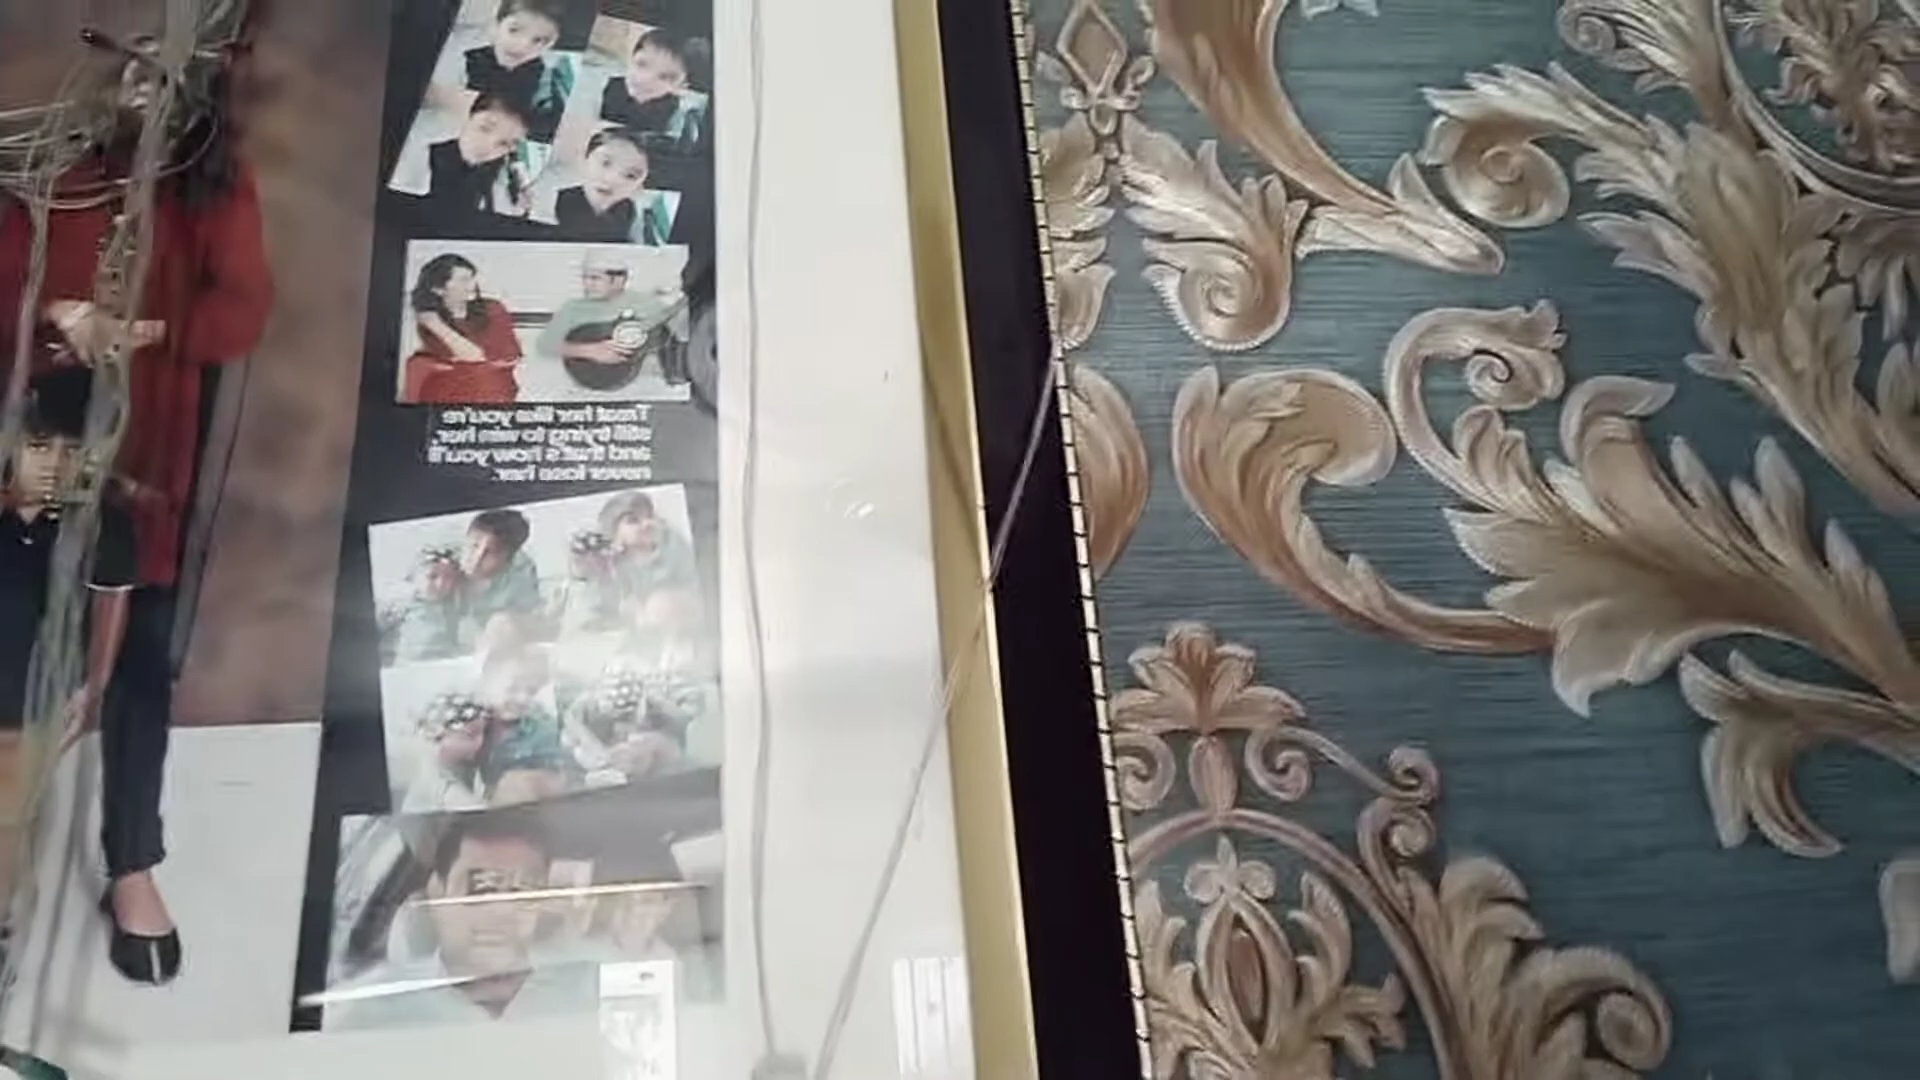 Treat her like you're
still trying to win her,
and that's how you'll
never lose her.